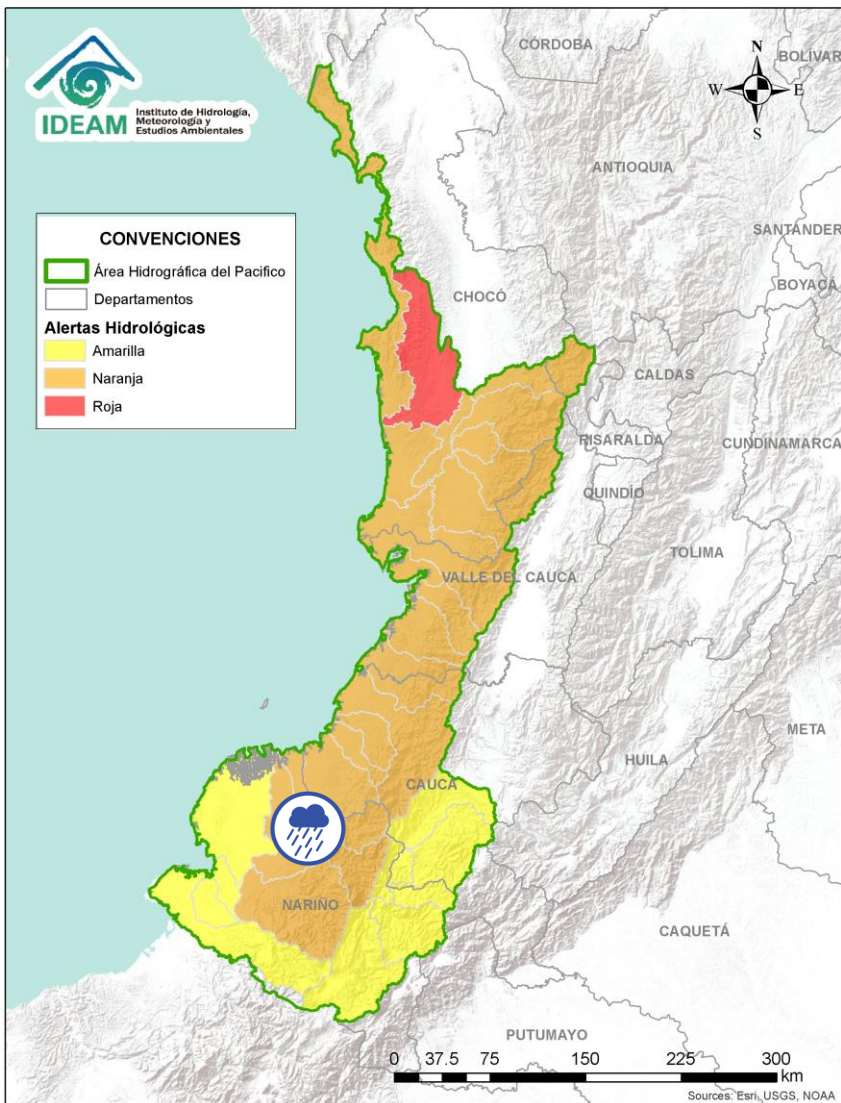 IDEAM
Instituto de Hidrología,
Meteorología y
Estudios Ambientales
CÓRDOBA
BOLÍVAR
N
W
E
S
ANTIOQUIA
SANTANDER
BOYACÁ
CONVENCIONES
Área Hidrográfica del Pacifico
Departamentos
Alertas Hidrológicas
Amarilla
Naranja
Roja
CHOCÓ
CALDAS
RISARALDA
CUNDINAMARCA
QUINDÍO
TOLIMA
VALLE DEL CAUCA
META
HUILA
CAUCA
NARIÑO
CAQUETÁ
PUTUMAYO
0 37.5 75 150 225 300
km
Sources: Esri, USGS, NOAA